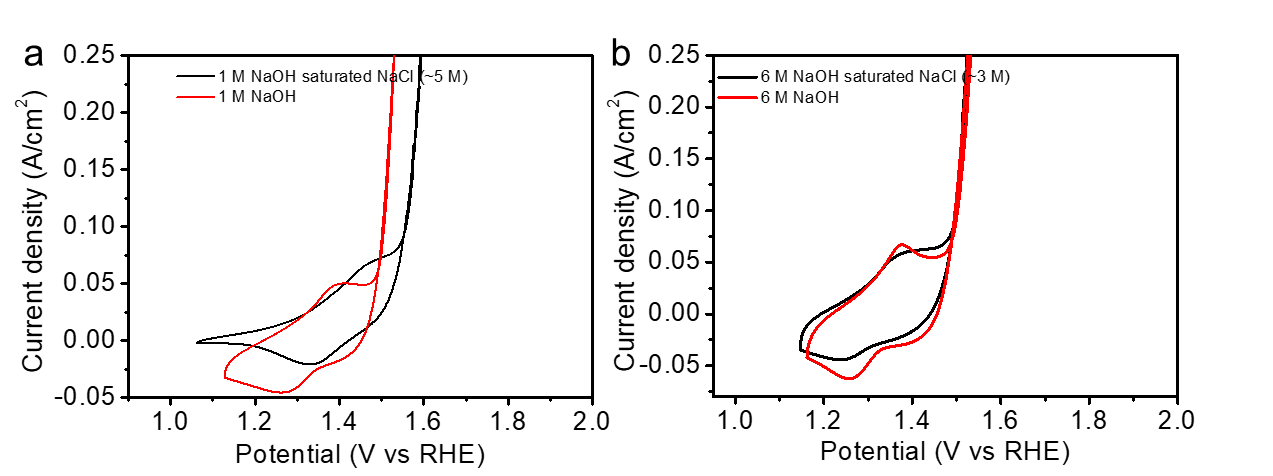 a
1 M NaOH saturated NaCl (~5 M)
1 M NaOH
0.25
0.20
0.15
0.10
0.05
0.00
-0.05
Current density (A/cm²)
1.0 1.2 1.4 1.6 1.8 2.0
Potential (V vs RHE)
b
6 M NaOH saturated NaCl (~3 M)
6 M NaOH
0.25
0.20
0.15
0.10
0.05
0.00
-0.05
Current density (A/cm²)
1.0 1.2 1.4 1.6 1.8 2.0
Potential (V vs RHE)